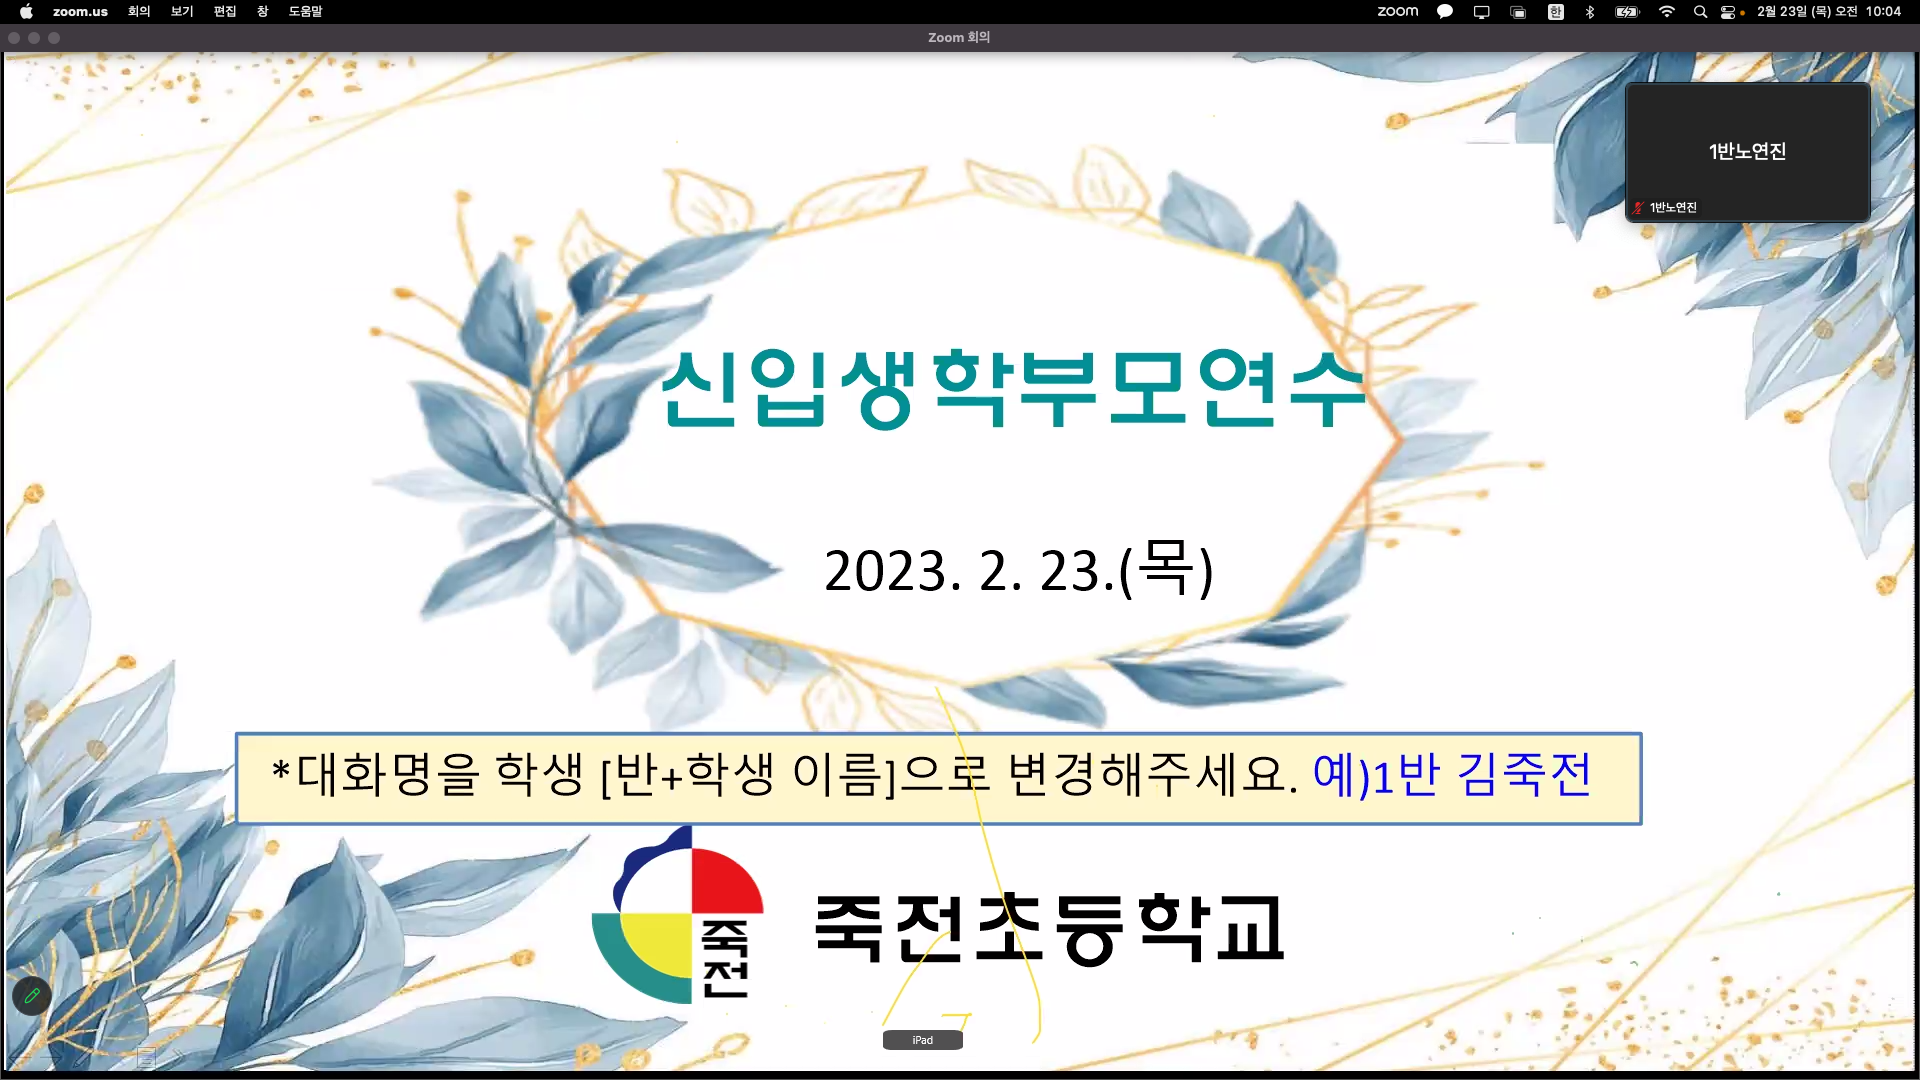 zoom.us 회의 보기 편집 창 도움말 zoom 한 2월 23일 (목) 오전 10:04
Zoom 회의
1반노연진
1반노연진
신입생학부모연수
2023. 2. 23.(목)
*대화명을 학생 [반+학생 이름]으로 변경해주세요. 예)1반 김죽전
죽전
죽전초등학교
iPad